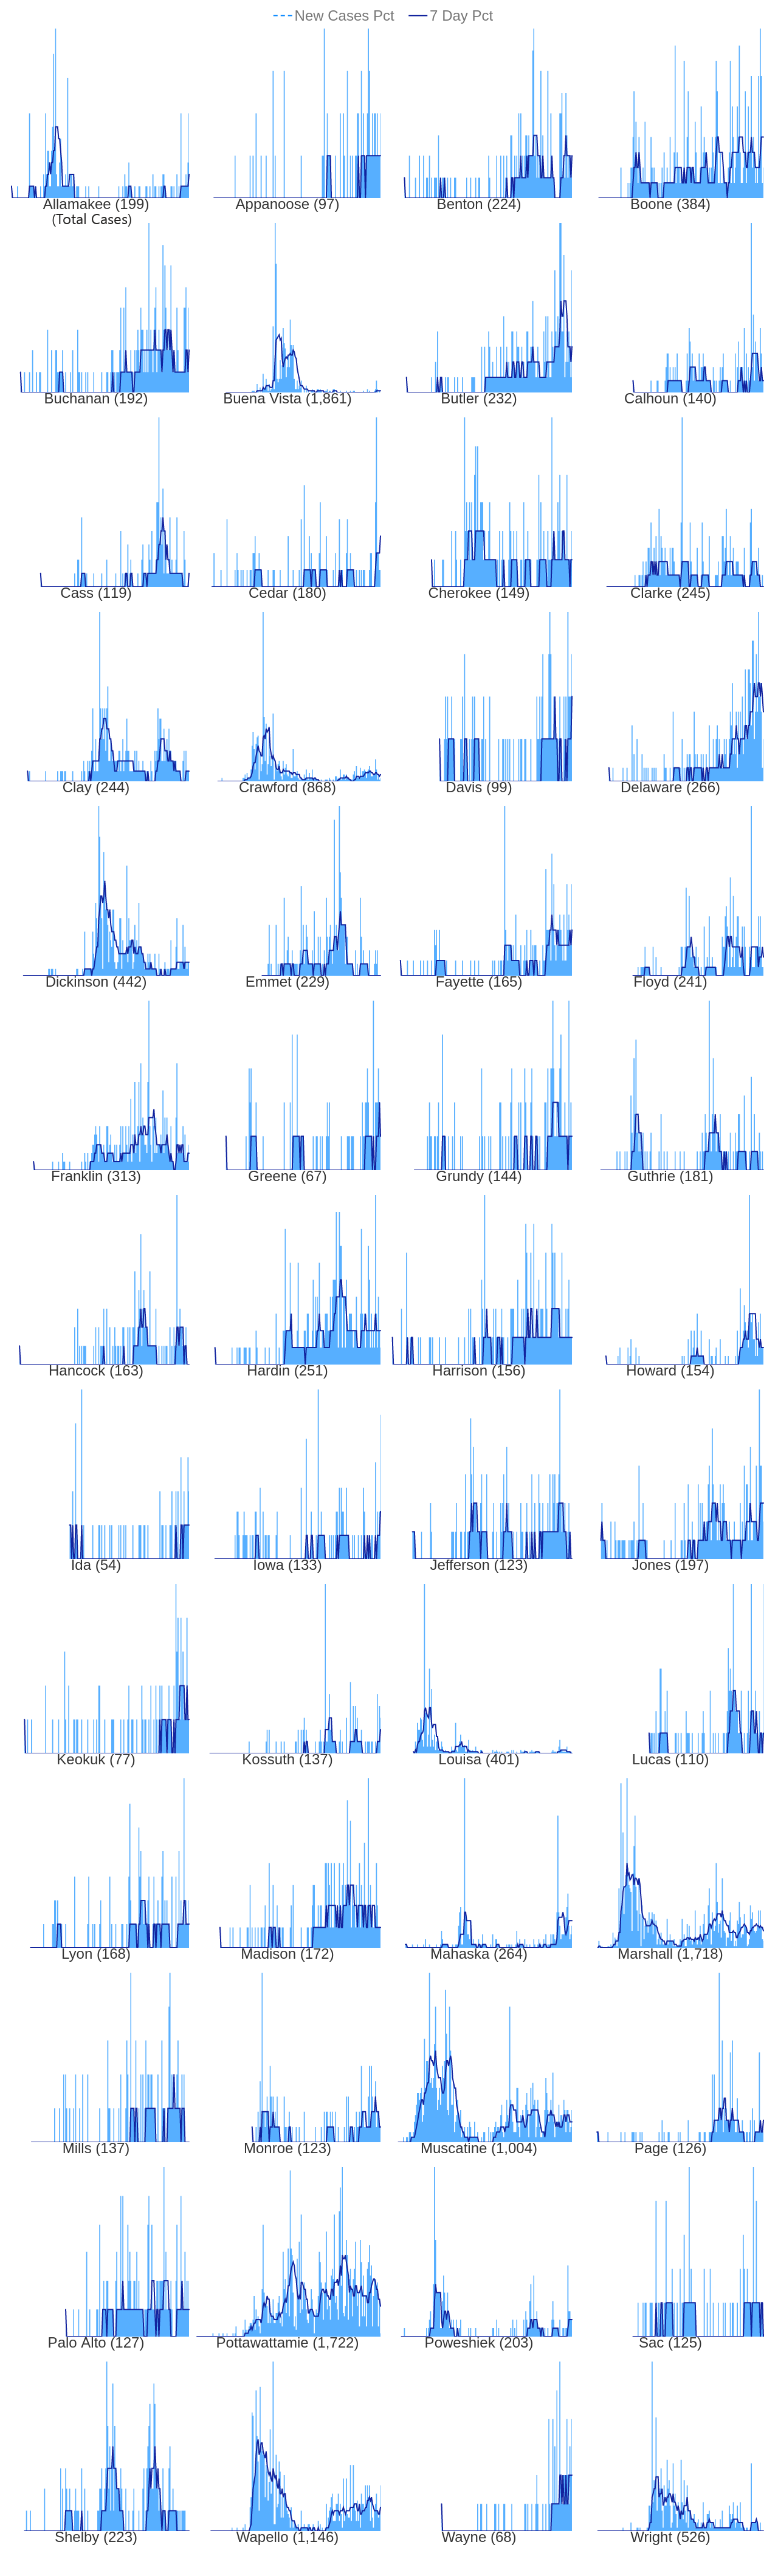 New Cases Pct 7 Day Pct
Allamakee (199) Appanoose (97) Benton (224) Boone (384)
(Total Cases)
Buchanan (192) Buena Vista (1,861) Butler (232) Calhoun (140)
Cass (119) Cedar (180) Cherokee (149) Clarke (245)
Clay (244) Crawford (868) Davis (99) Delaware (266)
Dickinson (442) Emmet (229) Fayette (165) Floyd (241)
Franklin (313) Greene (67) Grundy (144) Guthrie (181)
Hancock (163) Hardin (251) Harrison (156) Howard (154)
Ida (54) Iowa (133) Jefferson (123) Jones (197)
Keokuk (77) Kossuth (137) Louisa (401) Lucas (110)
Lyon (168) Madison (172) Mahaska (264) Marshall (1,718)
Mills (137) Monroe (123) Muscatine (1,004) Page (126)
Palo Alto (127) Pottawattamie (1,722) Poweshiek (203) Sac (125)
Shelby (223) Wapello (1,146) Wayne (68) Wright (526)